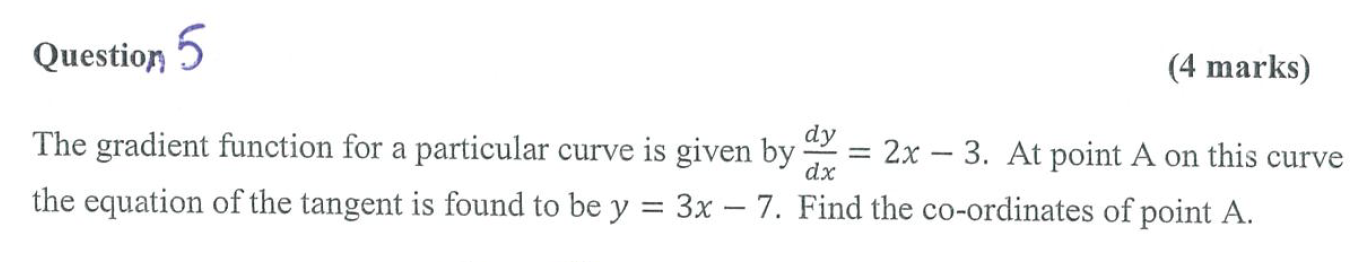 Question 5
(4 marks)
The gradient function for a particular curve is given by dy/dx = 2x − 3. At point A on this curve
the equation of the tangent is found to be y = 3x − 7. Find the co-ordinates of point A.